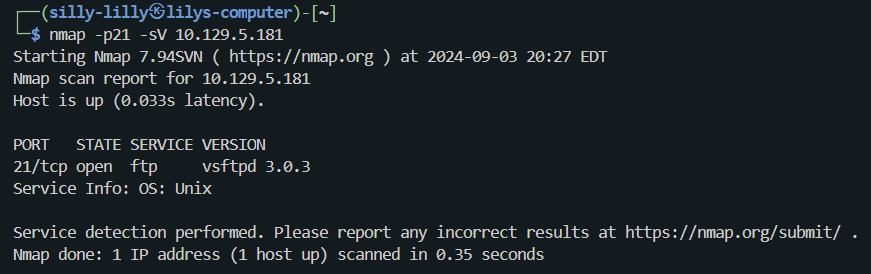 ┌──(silly-lilly㉿lilys-computer)-[~]
└─$ nmap -p21 -sV 10.129.5.181
Starting Nmap 7.94SVN ( https://nmap.org ) at 2024-09-03 20:27 EDT
Nmap scan report for 10.129.5.181
Host is up (0.033s latency).
PORT   STATE SERVICE VERSION
21/tcp open  ftp     vsftpd 3.0.3
Service Info: OS: Unix
Service detection performed. Please report any incorrect results at https://nmap.org/submit/ .
Nmap done: 1 IP address (1 host up) scanned in 0.35 seconds